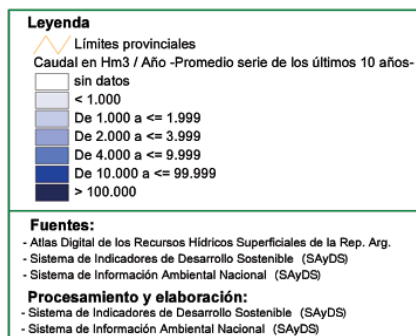 Leyenda
Límites provinciales
Caudal en Hm3 / Año -Promedio serie de los últimos 10 años-
sin datos
< 1.000
De 1.000 a <= 1.999
De 2.000 a <= 3.999
De 4.000 a <= 9.999
De 10.000 a <= 99.999
> 100.000
Fuentes:
- Atlas Digital de los Recursos Hídricos Superficiales de la Rep. Arg.
- Sistema de Indicadores de Desarrollo Sostenible (SAyDS)
- Sistema de Información Ambiental Nacional (SAyDS)
Procesamiento y elaboración:
- Sistema de Indicadores de Desarrollo Sostenible (SAyDS)
- Sistema de Información Ambiental Nacional (SAyDS)